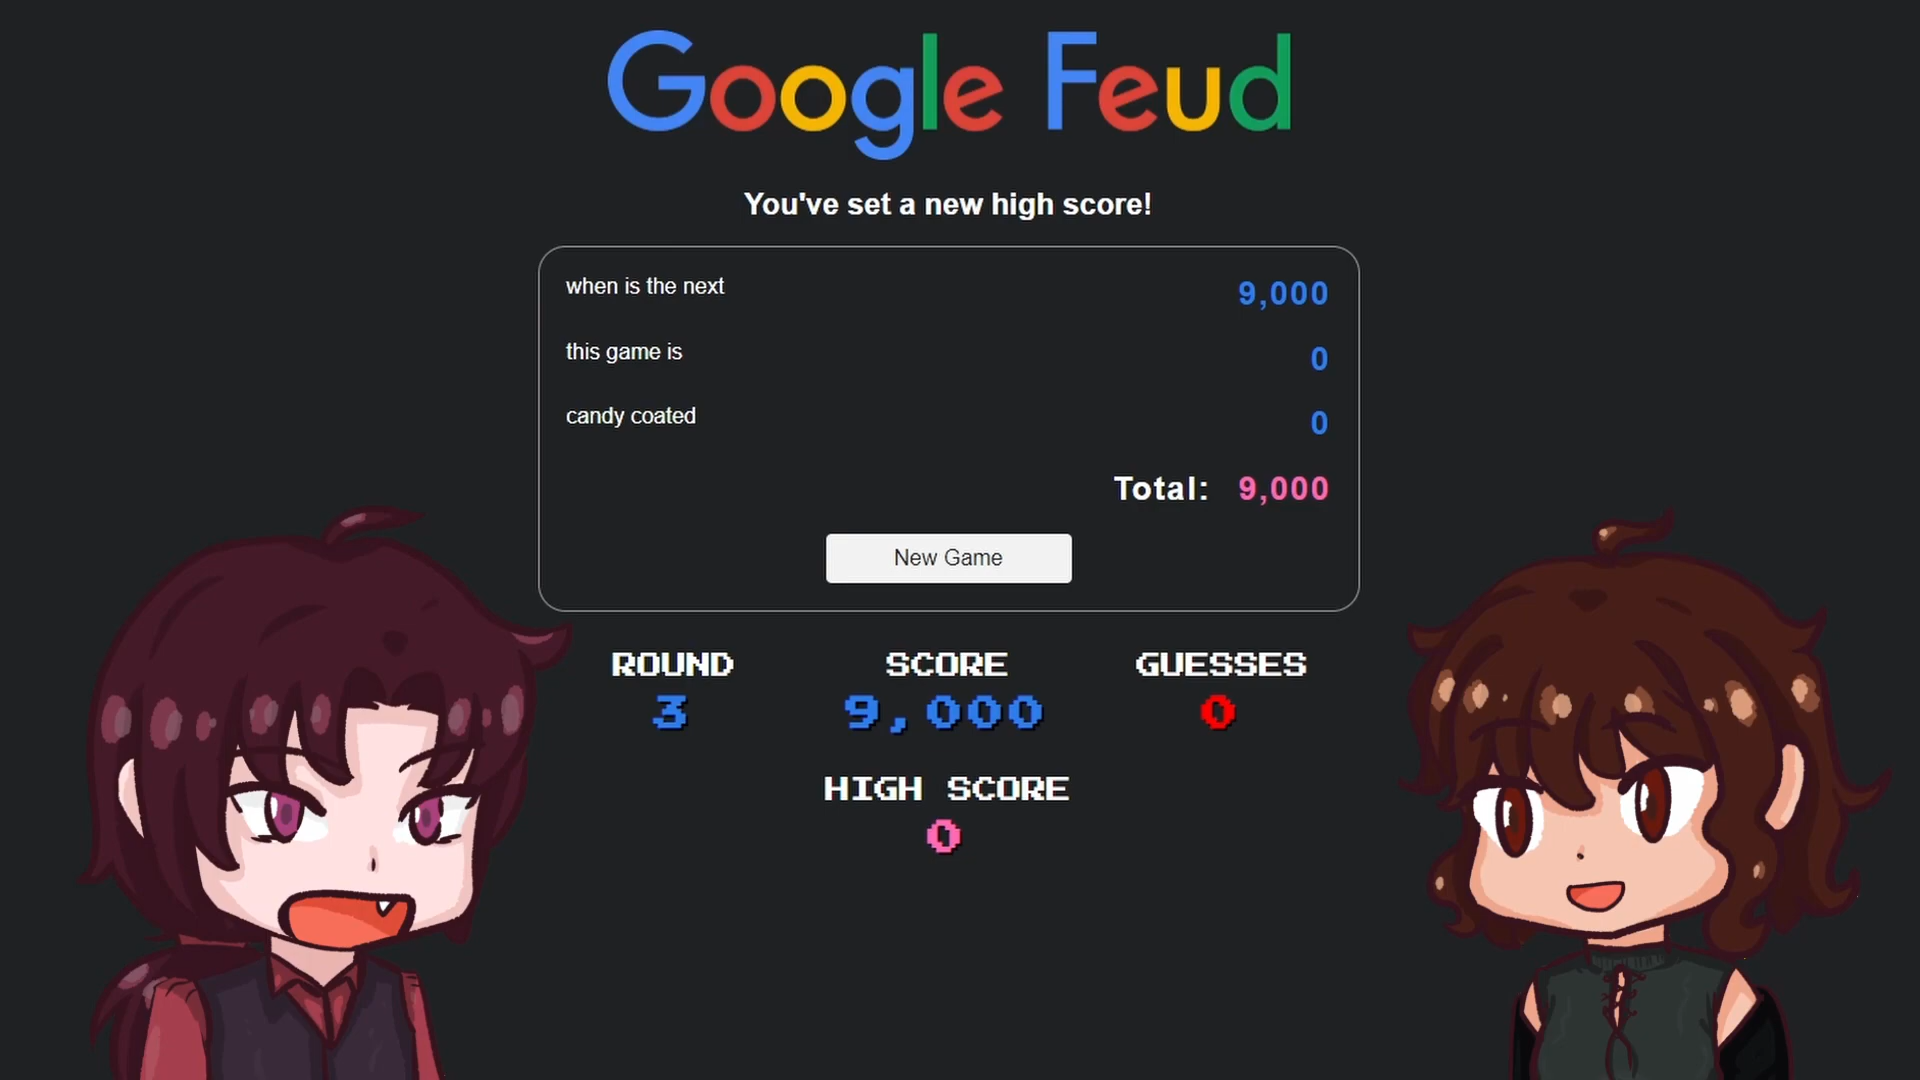 Google Feud
You've set a new high score!
when is the next 9,000
this game is 0
candy coated 0
Total: 9,000
New Game
ROUND SCORE GUESSES
3 9,000 0
HIGH SCORE
0